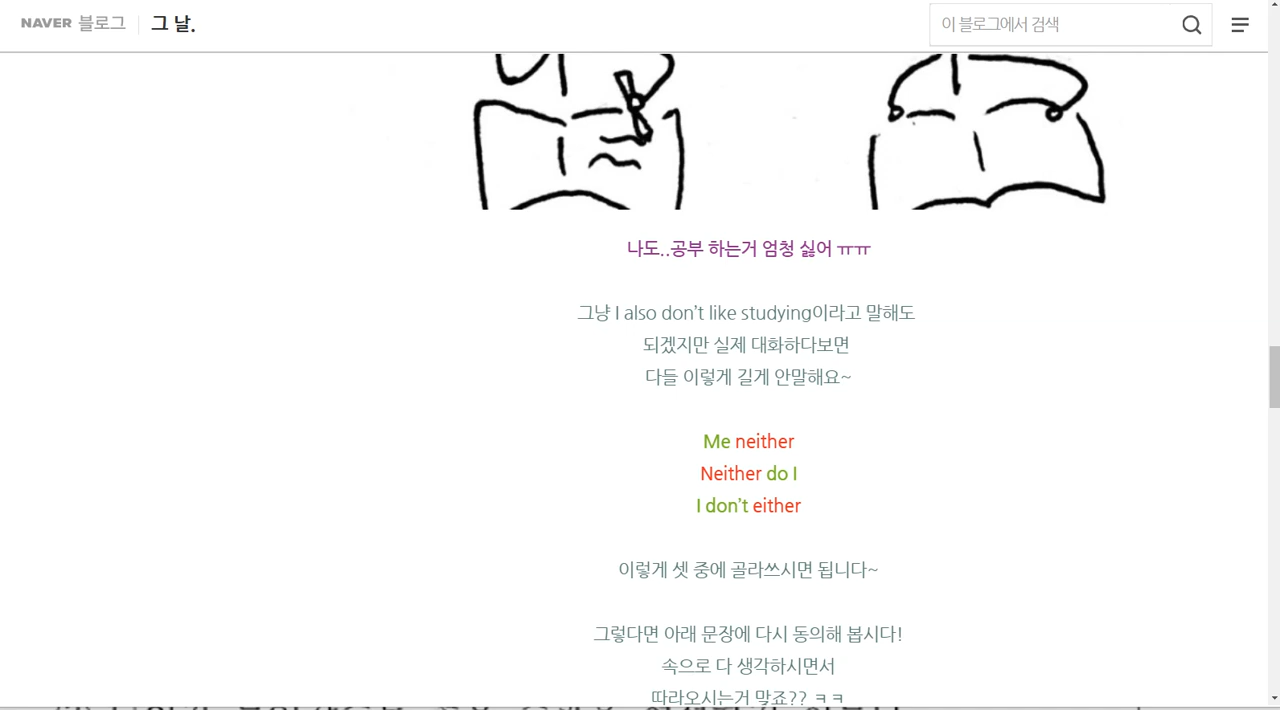 NAVER 블로그 그 날.
이 블로그에서 검색
나도..공부 하는거 엄청 싫어 ㅠㅠ
그냥 I also don't like studying이라고 말해도
되겠지만 실제 대화하다보면
다들 이렇게 길게 안말해요~
Me neither
Neither do I
I don't either
이렇게 셋 중에 골라쓰시면 됩니다~
그렇다면 아래 문장에 다시 동의해 봅시다!
속으로 다 생각하시면서
따라오시는거 맞죠?? ㅋㅋ